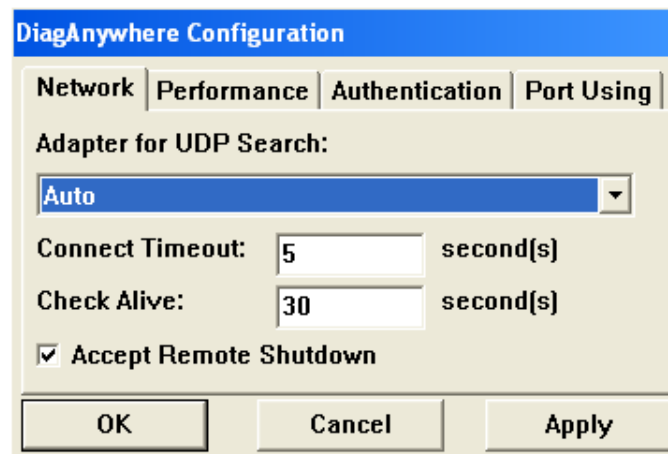 DiagAnywhere Configuration
Network Performance Authentication Port Using
Adapter for UDP Search:
Auto
Connect Timeout: 5 second(s)
Check Alive: 30 second(s)
Accept Remote Shutdown
OK Cancel Apply